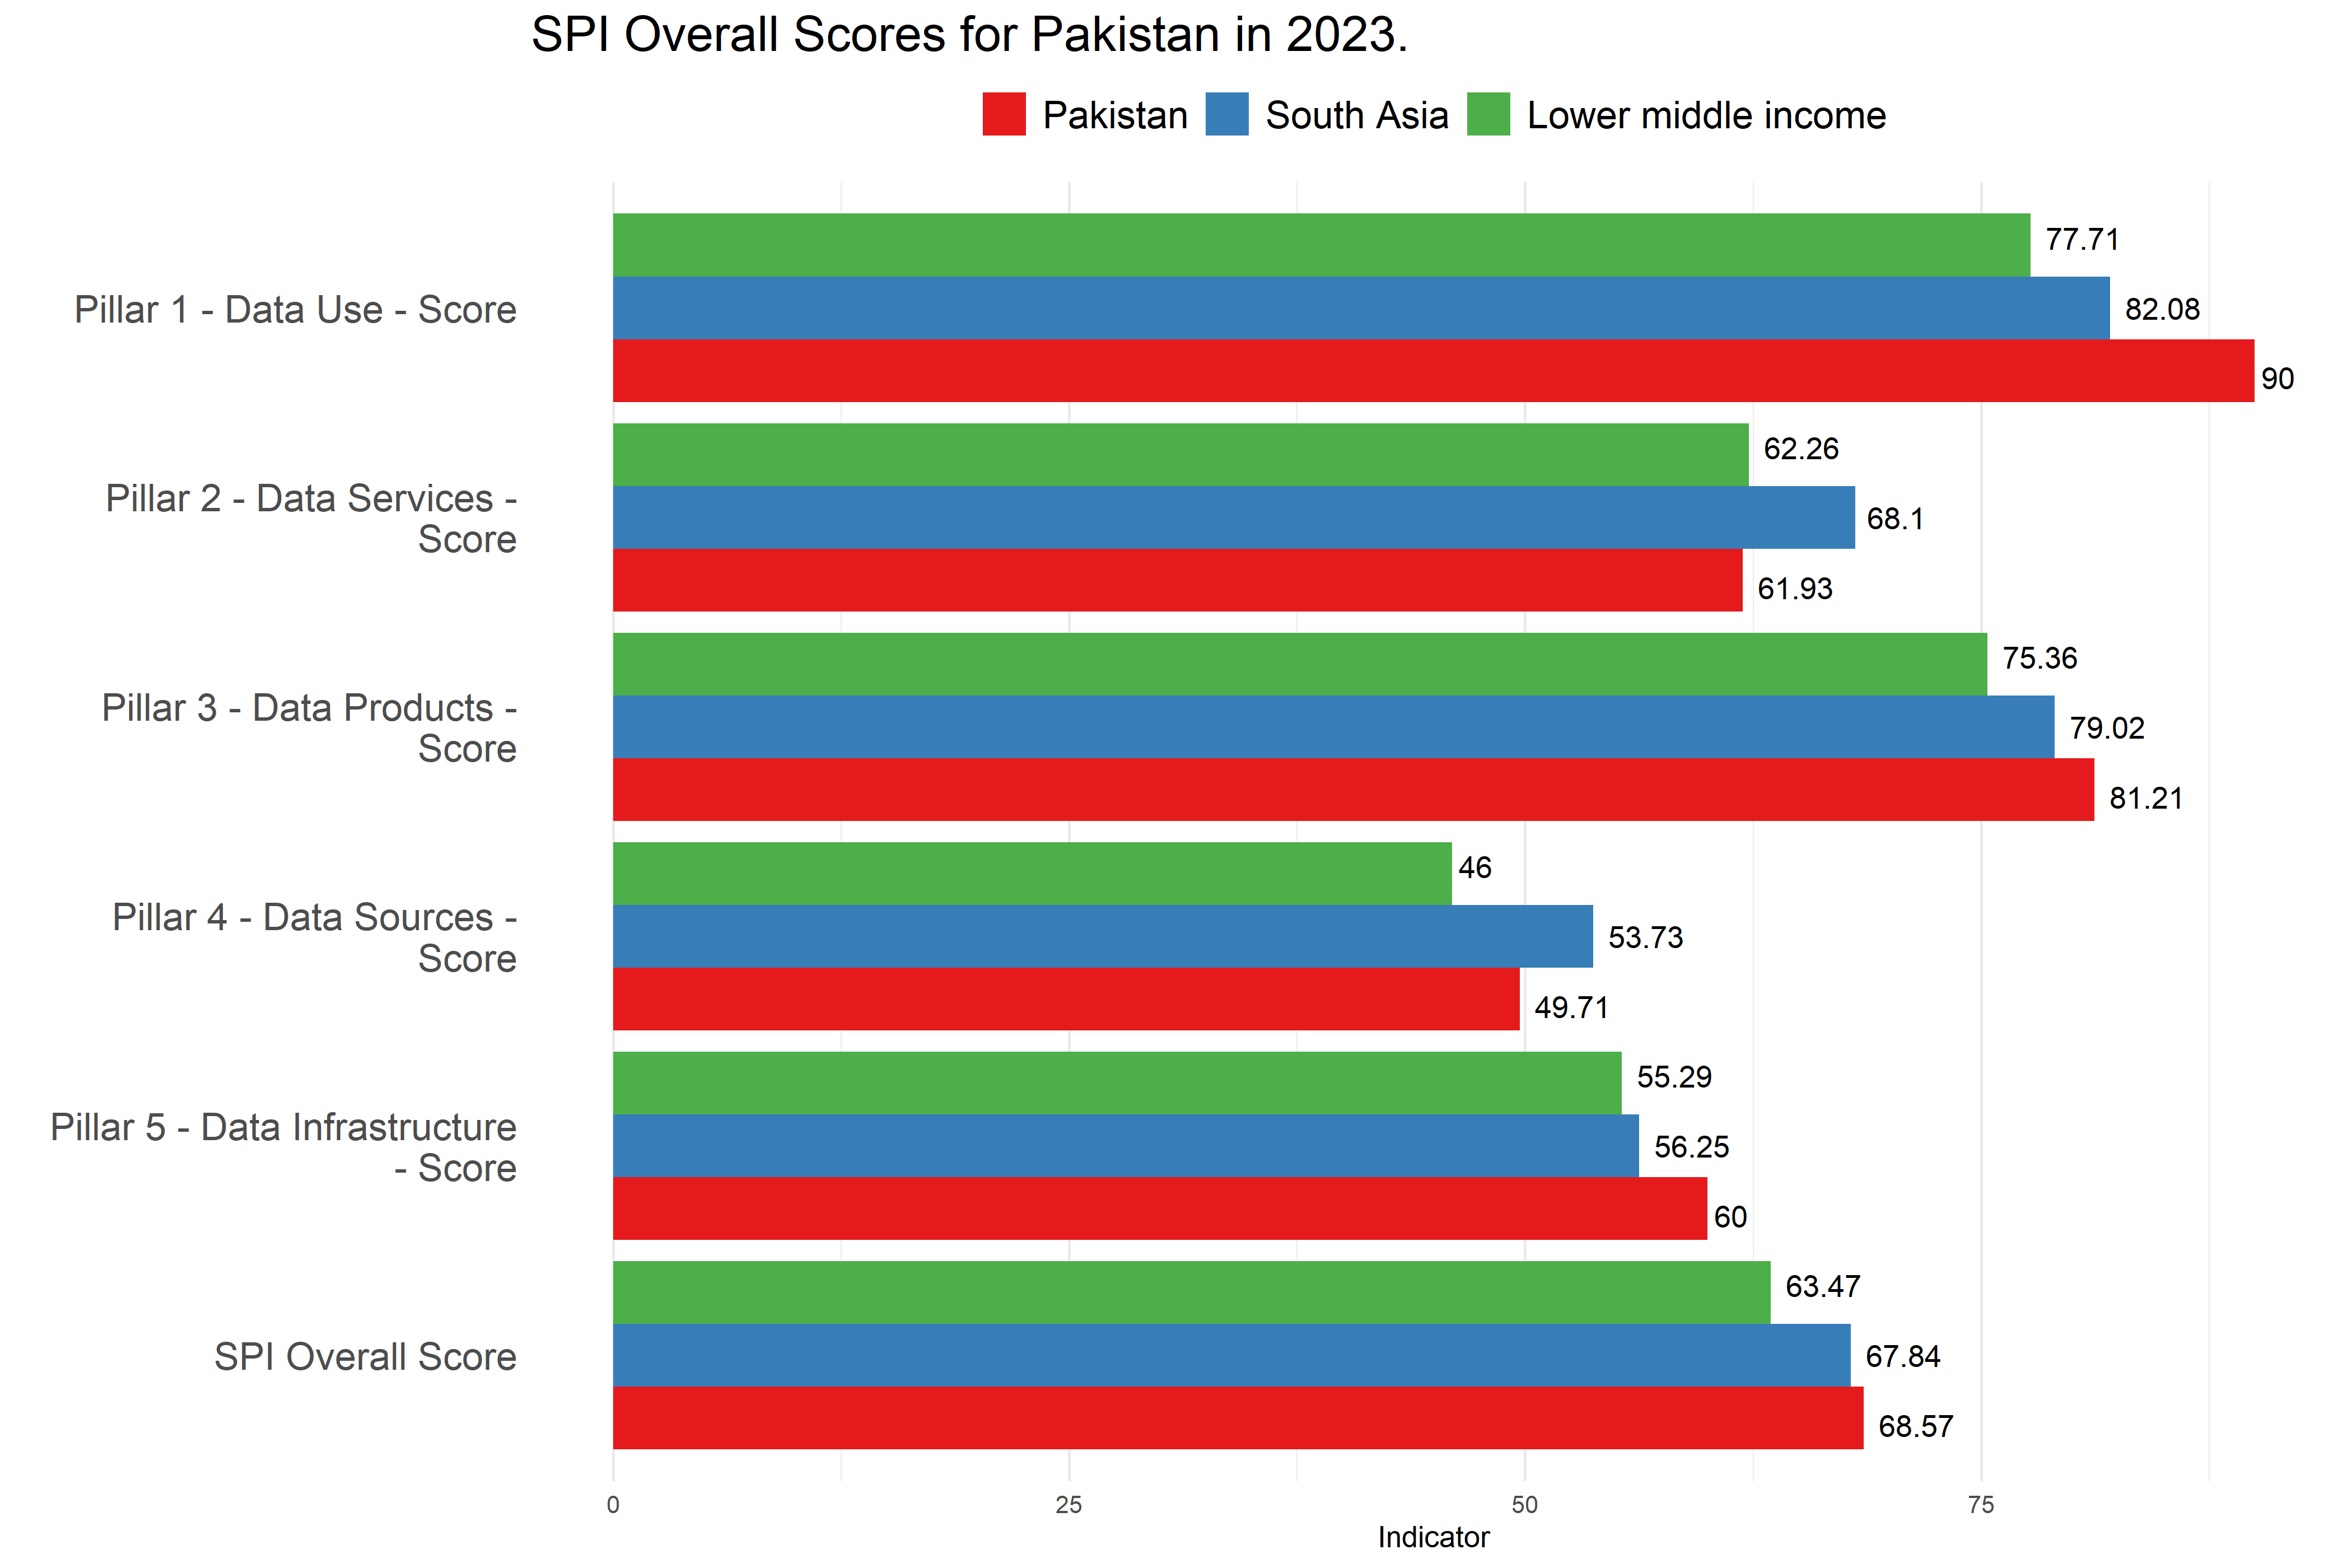 SPI Overall Scores for Pakistan in 2023.
Pakistan South Asia Lower middle income
Pillar 1 - Data Use - Score
77.71
82.08
90
Pillar 2 - Data Services -
Score
62.26
68.1
61.93
Pillar 3 - Data Products -
Score
75.36
79.02
81.21
Pillar 4 - Data Sources -
Score
46
53.73
49.71
Pillar 5 - Data Infrastructure
- Score
55.29
56.25
60
SPI Overall Score
63.47
67.84
68.57
0 25 50 75
Indicator